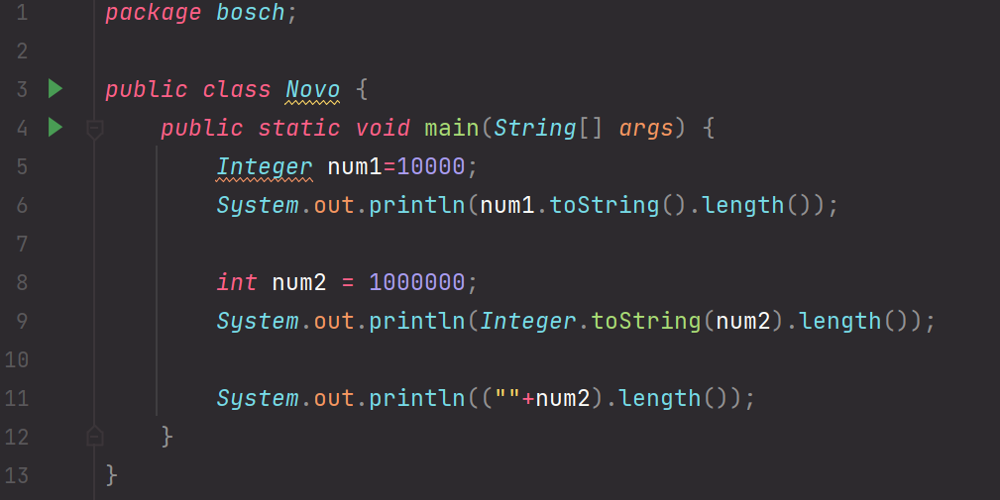 1 package bosch;
2
3 public class Novo {
4 public static void main(String[] args) {
5 Integer num1=10000;
6 System.out.println(num1.toString().length());
7
8 int num2 = 1000000;
9 System.out.println(Integer.toString(num2).length());
10
11 System.out.println((""+num2).length());
12 }
13 }